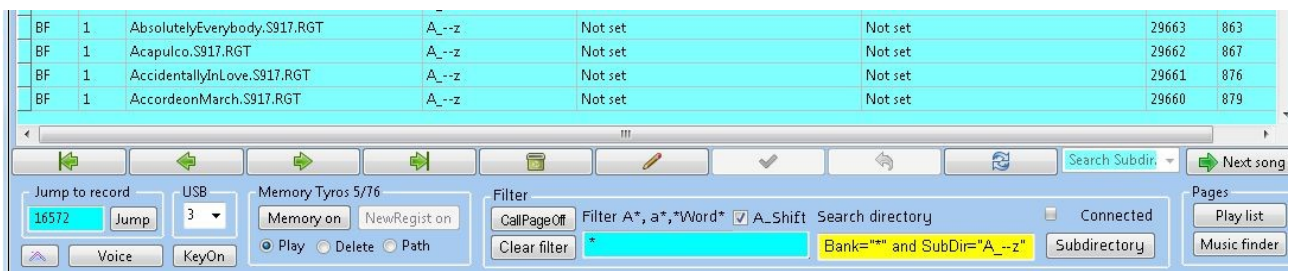 BF 1 AbsolutelyEverybody.S917.RGT A_--z Not set Not set 29663 863
BF 1 Acapulco.S917.RGT A_--z Not set Not set 29662 867
BF 1 AccidentallyInLove.S917.RGT A_--z Not set Not set 29661 876
BF 1 AccordeonMarch.S917.RGT A_--z Not set Not set 29660 879
Search Subdir. Next song
Jump to record USB Memory Tyros 5/76 Filter Pages
16572 Jump 3 Memory on NewRegist on CallPageOff Filter A*, a*,*Word* A_Shift Search directory Connected Play list
Voice KeyOn Play Delete Path Clear filter * Bank="*" and SubDir="A_--z" Subdirectory Music finder